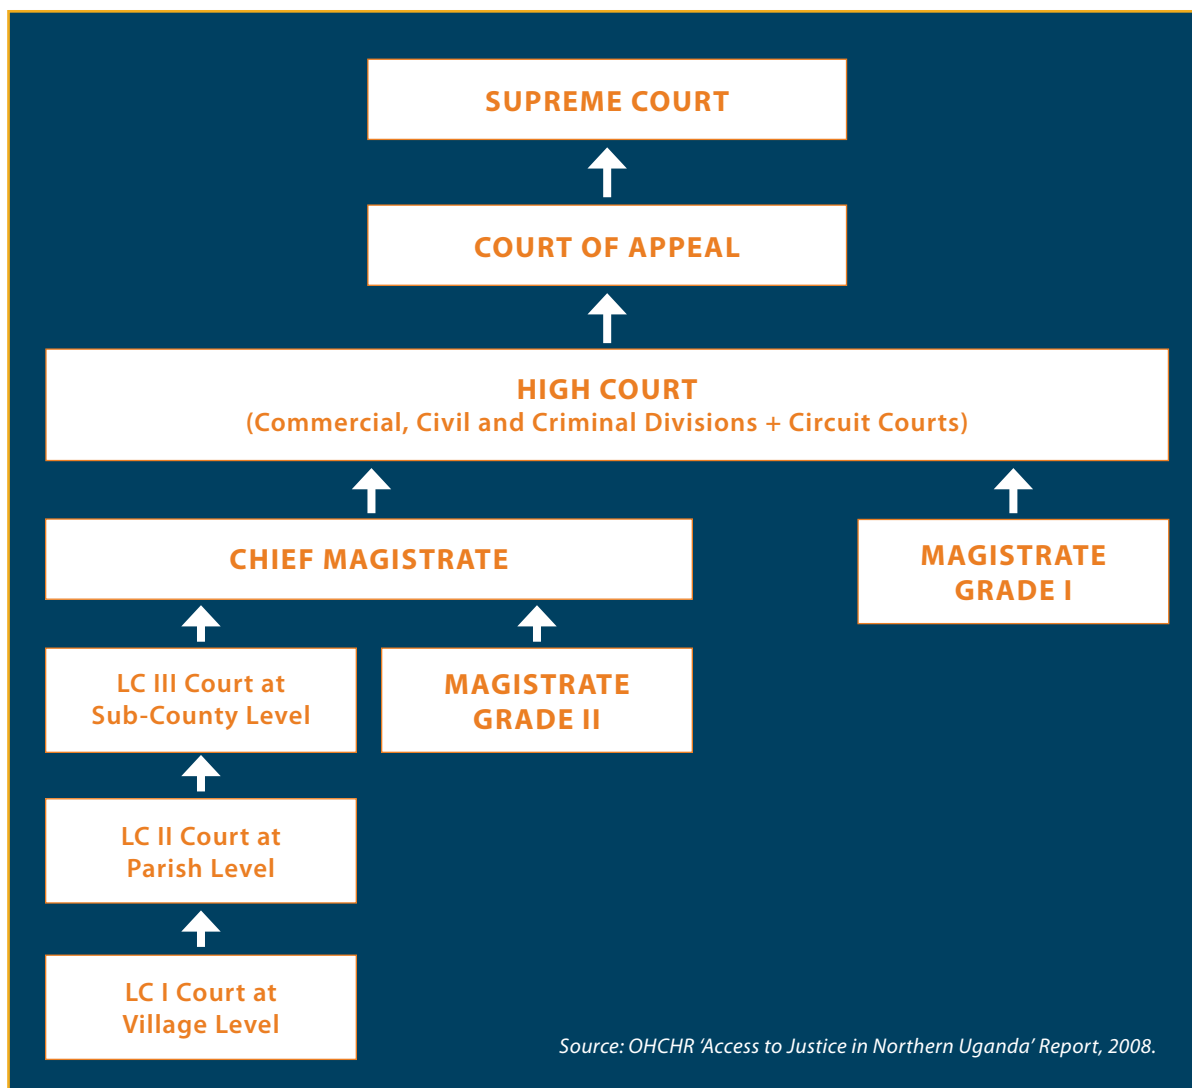 SUPREME COURT
COURT OF APPEAL
HIGH COURT
(Commercial, Civil and Criminal Divisions + Circuit Courts)
CHIEF MAGISTRATE
MAGISTRATE
GRADE I
LC III Court at
Sub-County Level
MAGISTRATE
GRADE II
LC II Court at
Parish Level
LC I Court at
Village Level
Source: OHCHR ‘Access to Justice in Northern Uganda’ Report, 2008.